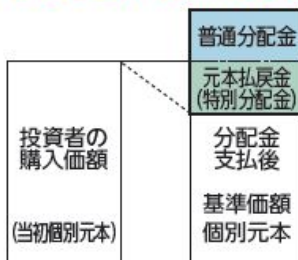 普通分配金
元本払戻金
(特別分配金)
投資者の
購入価額
(当初個別元本)
分配金
支払後
基準価額
個別元本